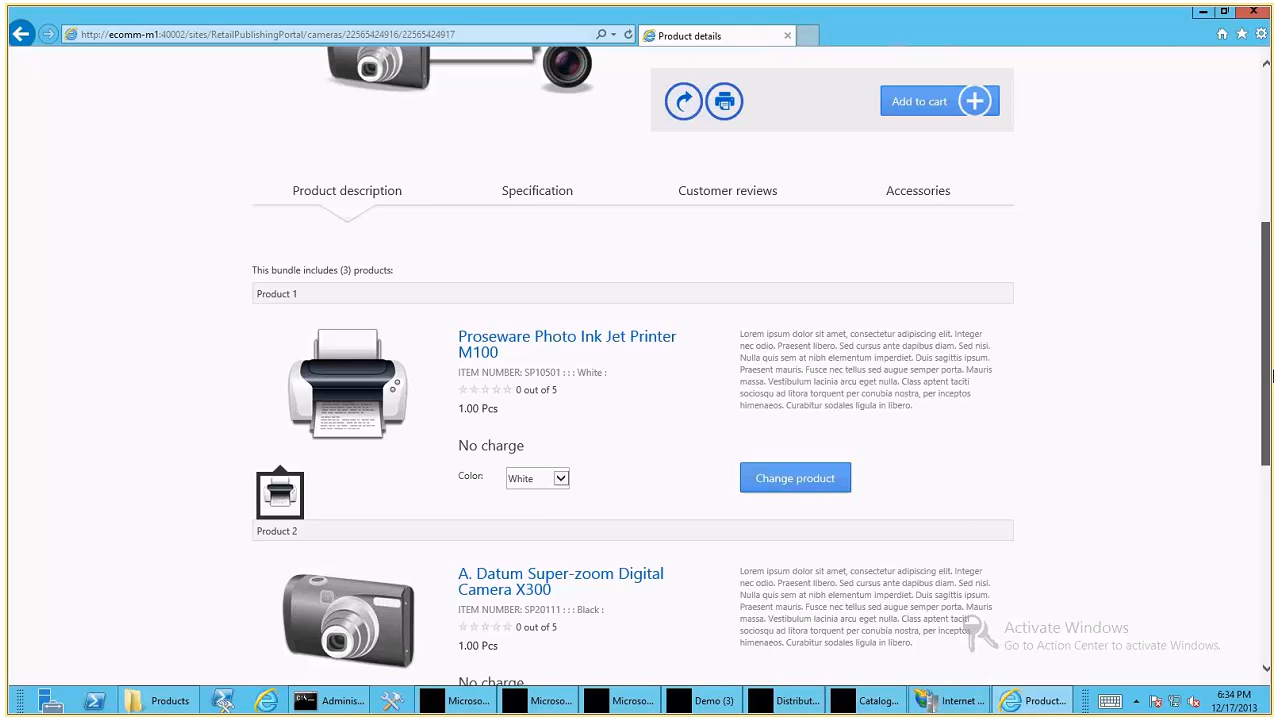 http://ecomm-m1:40002/sites/RetailPublishingPortal/cameras/22565424916/22565424917
Product details
Add to cart
Product description
Specification
Customer reviews
Accessories
This bundle includes (3) products:
Product 1
Proseware Photo Ink Jet Printer
M100
ITEM NUMBER: SP10501 : : : White :
0 out of 5
1.00 Pcs
No charge
Color:
White
Lorem ipsum dolor sit amet, consectetur adipiscing elit. Integer
nec odio. Praesent libero. Sed cursus ante dapibus diam. Sed nisi.
Nulla quis sem at nibh elementum imperdiet. Duis sagittis ipsum.
Praesent mauris. Fusce nec tellus sed augue semper porta. Mauris
massa. Vestibulum lacinia arcu eget nulla. Class aptent taciti
sociosqu ad litora torquent per conubia nostra, per inceptos
himenaeos. Curabitur sodales ligula in libero.
Change product
Product 2
A. Datum Super-zoom Digital
Camera X300
ITEM NUMBER: SP20111 : : : Black :
0 out of 5
1.00 Pcs
No charge
Lorem ipsum dolor sit amet, consectetur adipiscing elit. Integer
nec odio. Praesent libero. Sed cursus ante dapibus diam. Sed nisi.
Nulla quis sem at nibh elementum imperdiet. Duis sagittis ipsum.
Praesent mauris. Fusce nec tellus sed augue semper porta. Mauris
massa. Vestibulum lacinia arcu eget nulla. Class aptent taciti
sociosqu ad litora torquent per conubia nostra, per inceptos
himenaeos. Curabitur sodales ligula in libero.
Activate Windows
Go to Action Center to activate Windows.
Products
Adminis...
Microso...
Microso...
Microso...
Demo (3)
Distribut...
Catalog...
Internet ...
Product...
6:34 PM
12/17/2013